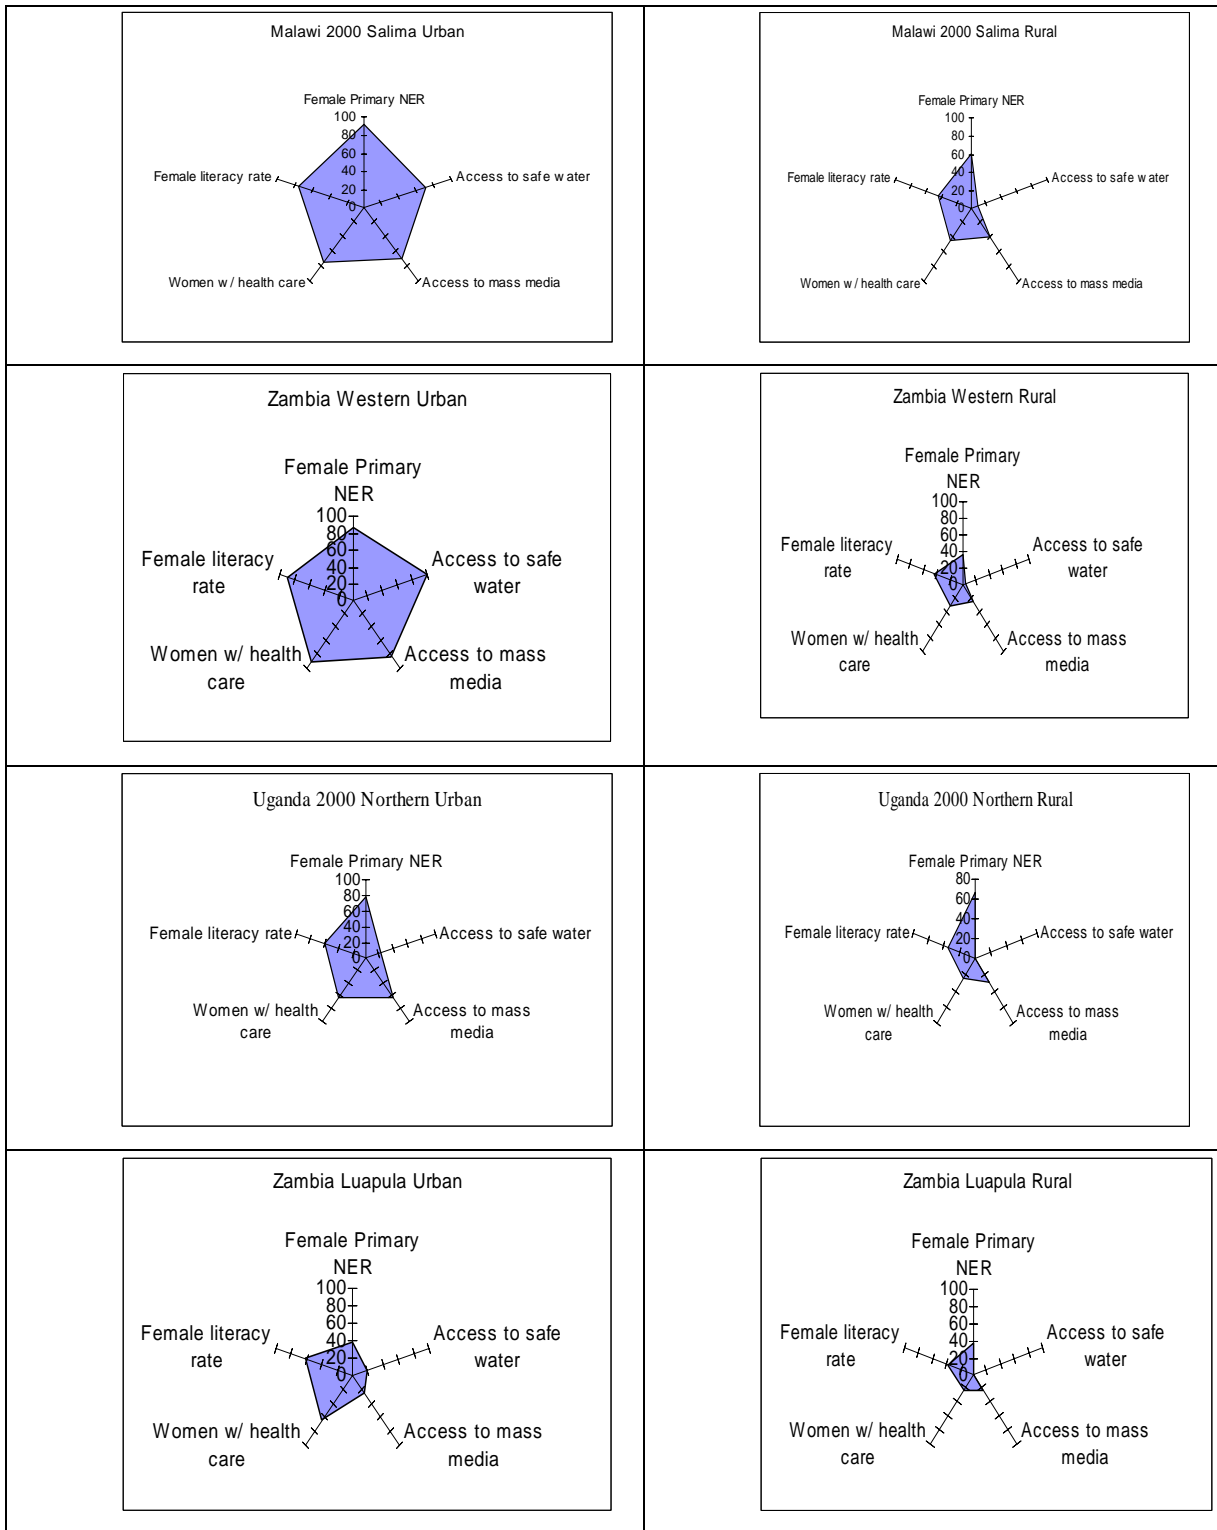 Malawi 2000 Salima Urban
Female Primary NER
100
80
60
40
20
0
Access to safe water
Access to mass media
Women w/ health care
Female literacy rate
Malawi 2000 Salima Rural
Female Primary NER
100
80
60
40
20
0
Access to safe water
Access to mass media
Women w/ health care
Female literacy rate
Zambia Western Urban
Female Primary
NER
100
80
60
40
20
0
Access to safe
water
Access to mass
media
Women w/ health
care
Female literacy
rate
Zambia Western Rural
Female Primary
NER
100
80
60
40
20
0
Access to safe
water
Access to mass
media
Women w/ health
care
Female literacy
rate
Uganda 2000 Northern Urban
Female Primary NER
100
80
60
40
20
0
Access to safe water
Access to mass
media
Women w/ health
care
Female literacy rate
Uganda 2000 Northern Rural
Female Primary NER
80
60
40
20
0
Access to safe water
Access to mass
media
Women w/ health
care
Female literacy rate
Zambia Luapula Urban
Female Primary
NER
100
80
60
40
20
0
Access to safe
water
Access to mass
media
Women w/ health
care
Female literacy
rate
Zambia Luapula Rural
Female Primary
NER
100
80
60
40
20
0
Access to safe
water
Access to mass
media
Women w/ health
care
Female literacy
rate